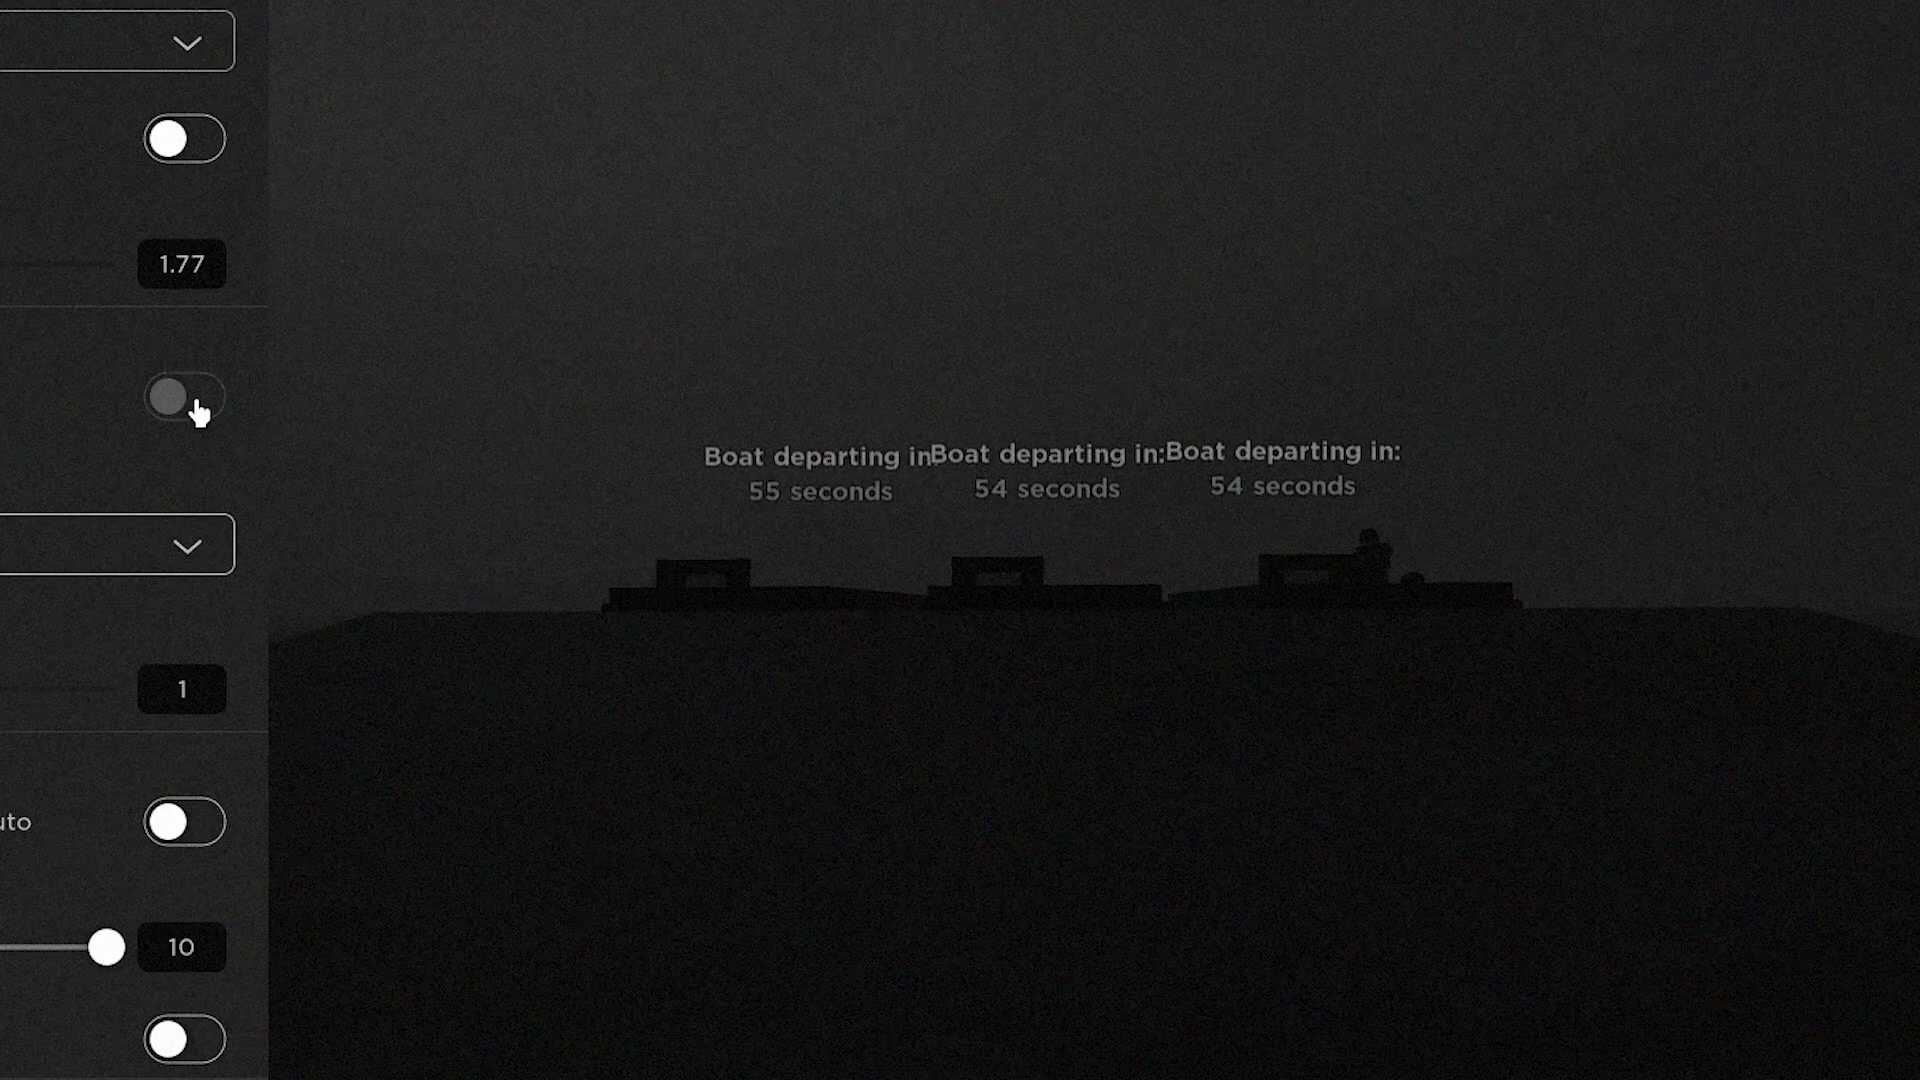 1.77
Boat departing in:
55 seconds
Boat departing in:
54 seconds
Boat departing in:
54 seconds
1
uto
10